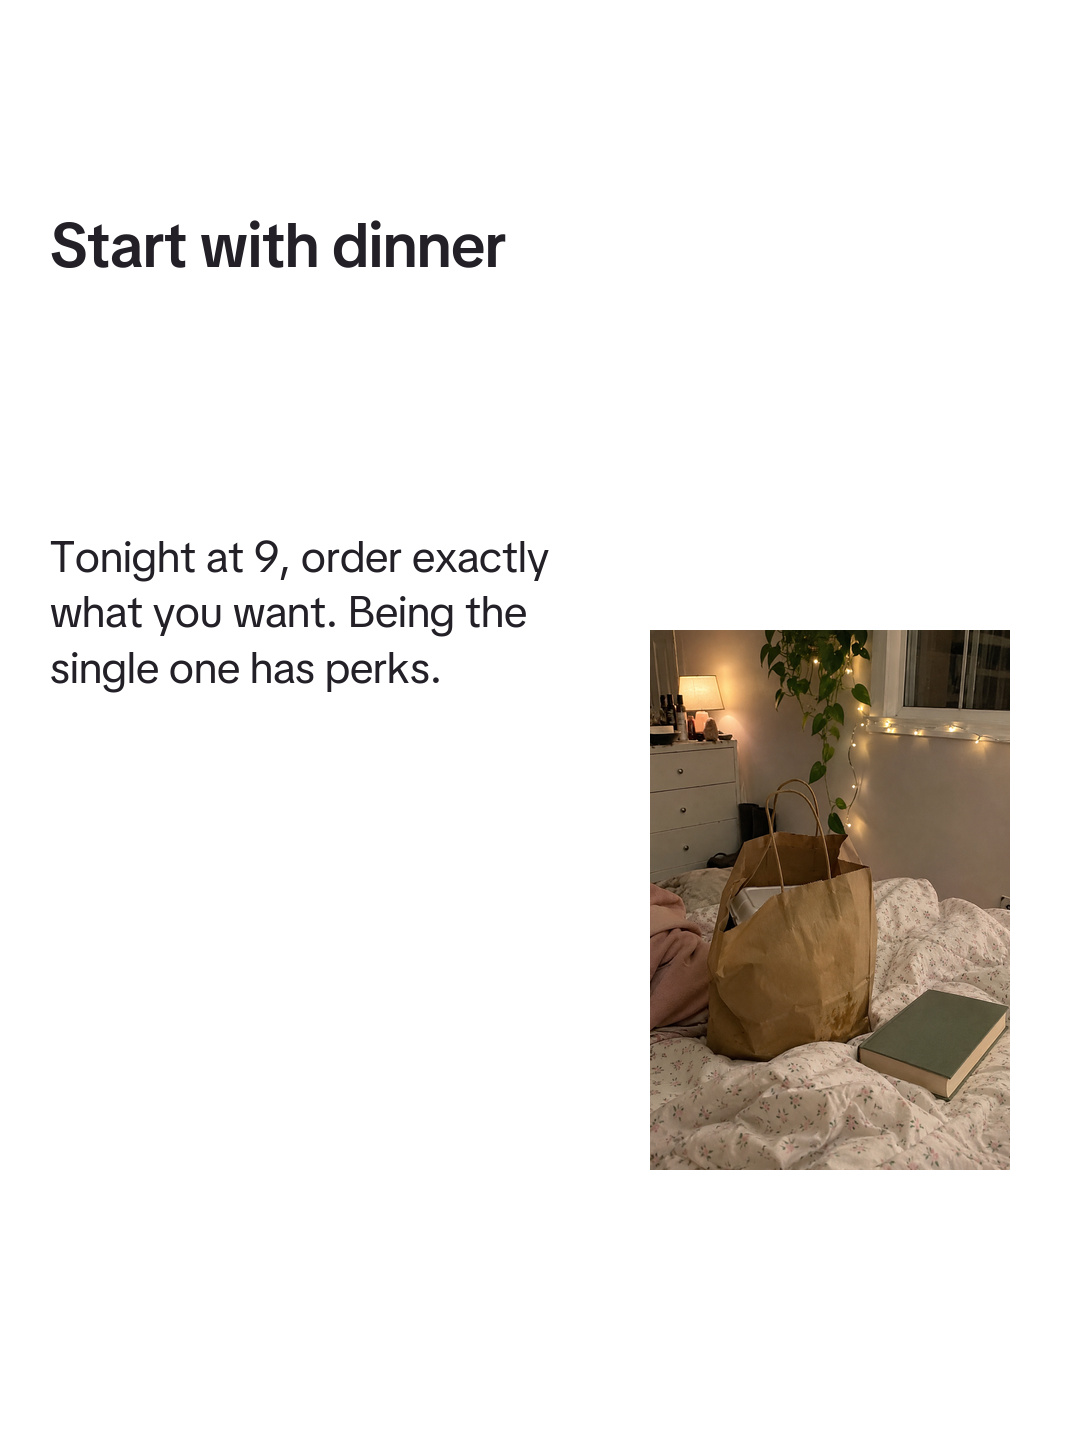 Start with dinner
Tonight at 9, order exactly
what you want. Being the
single one has perks.